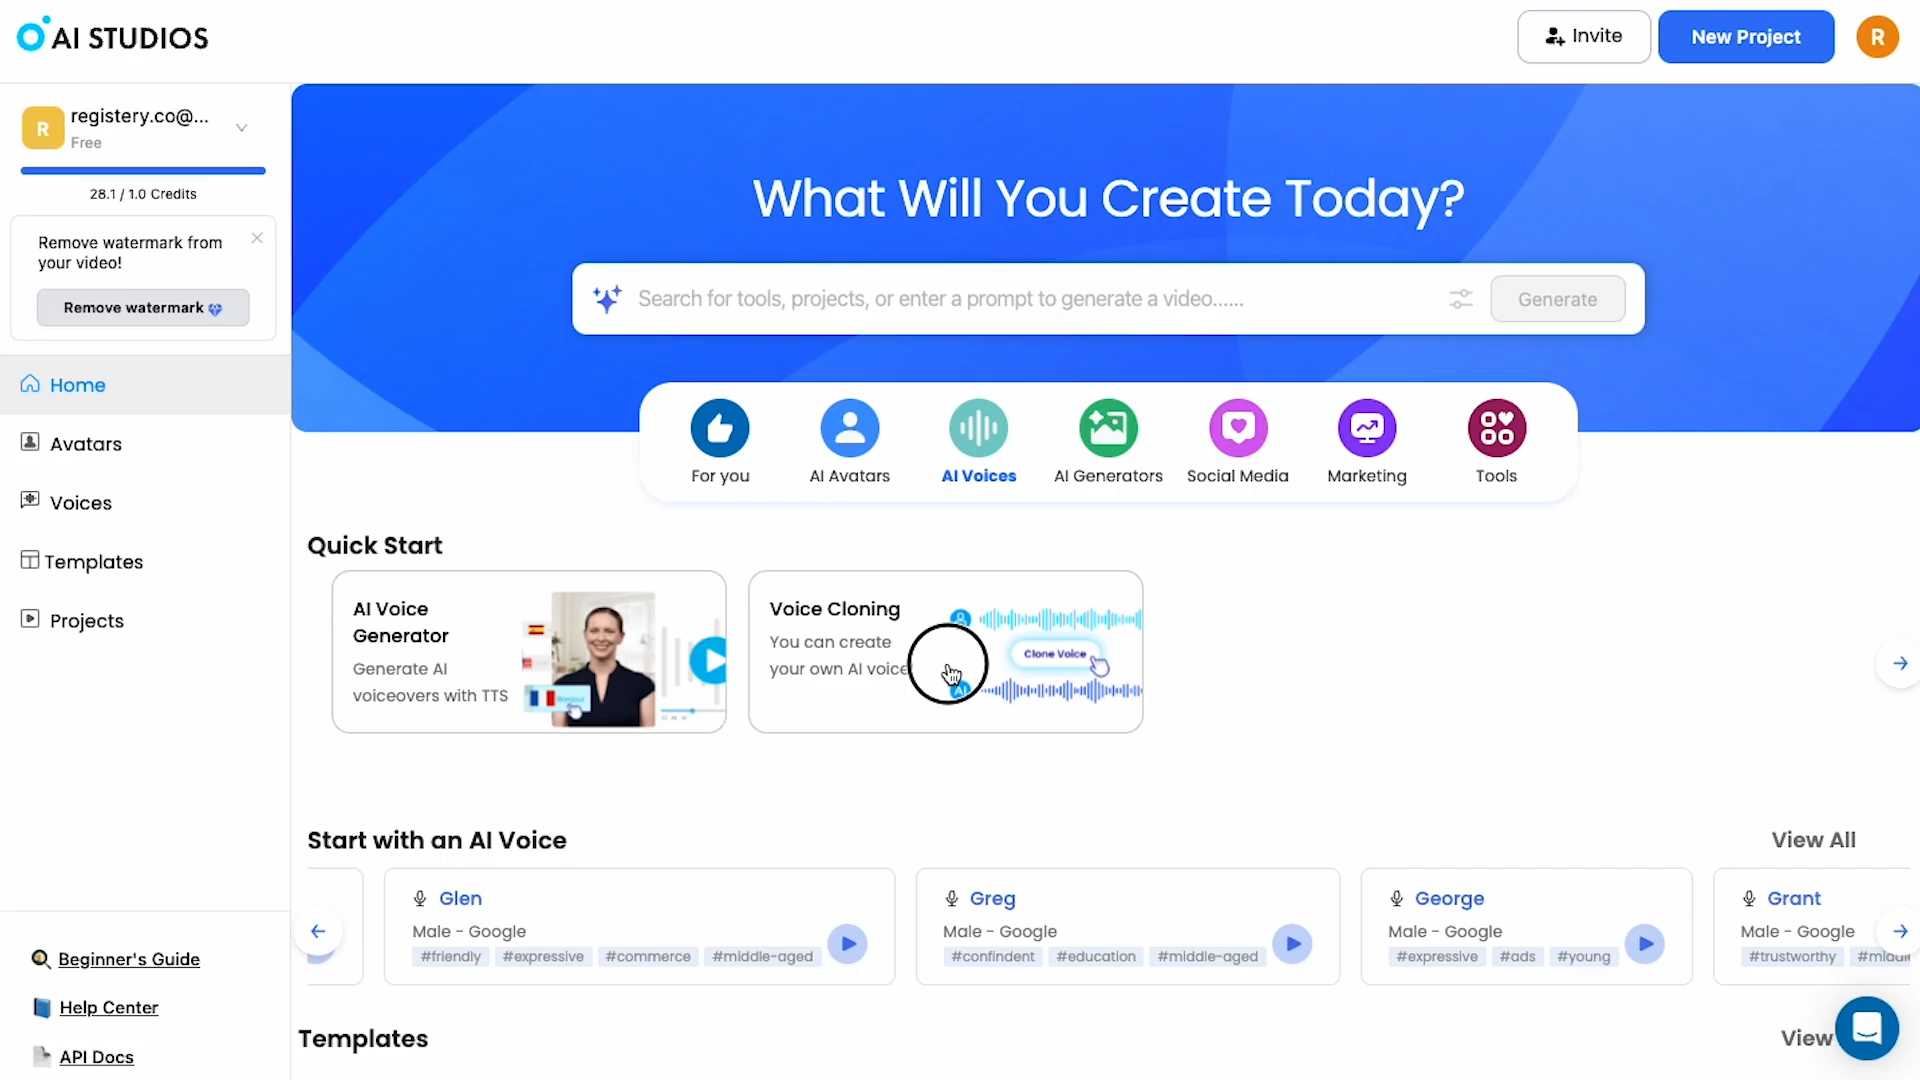 AI STUDIOS
Invite
New Project
R
R
registery.co@...
Free
28.1 / 1.0 Credits
Remove watermark from
your video!
Remove watermark
Home
Avatars
Voices
Templates
Projects
Beginner's Guide
Help Center
API Docs
What Will You Create Today?
Search for tools, projects, or enter a prompt to generate a video......
Generate
For you
AI Avatars
AI Voices
AI Generators
Social Media
Marketing
Tools
Quick Start
AI Voice
Generator
Generate AI
voiceovers with TTS
Voice Cloning
You can create
your own AI voice
Clone Voice
AI
Start with an AI Voice
View All
Glen
Male - Google
#friendly #expressive #commerce #middle-aged
Greg
Male - Google
#confindent #education #middle-aged
George
Male - Google
#expressive #ads #young
Grant
Male - Google
#trustworthy
Templates
View